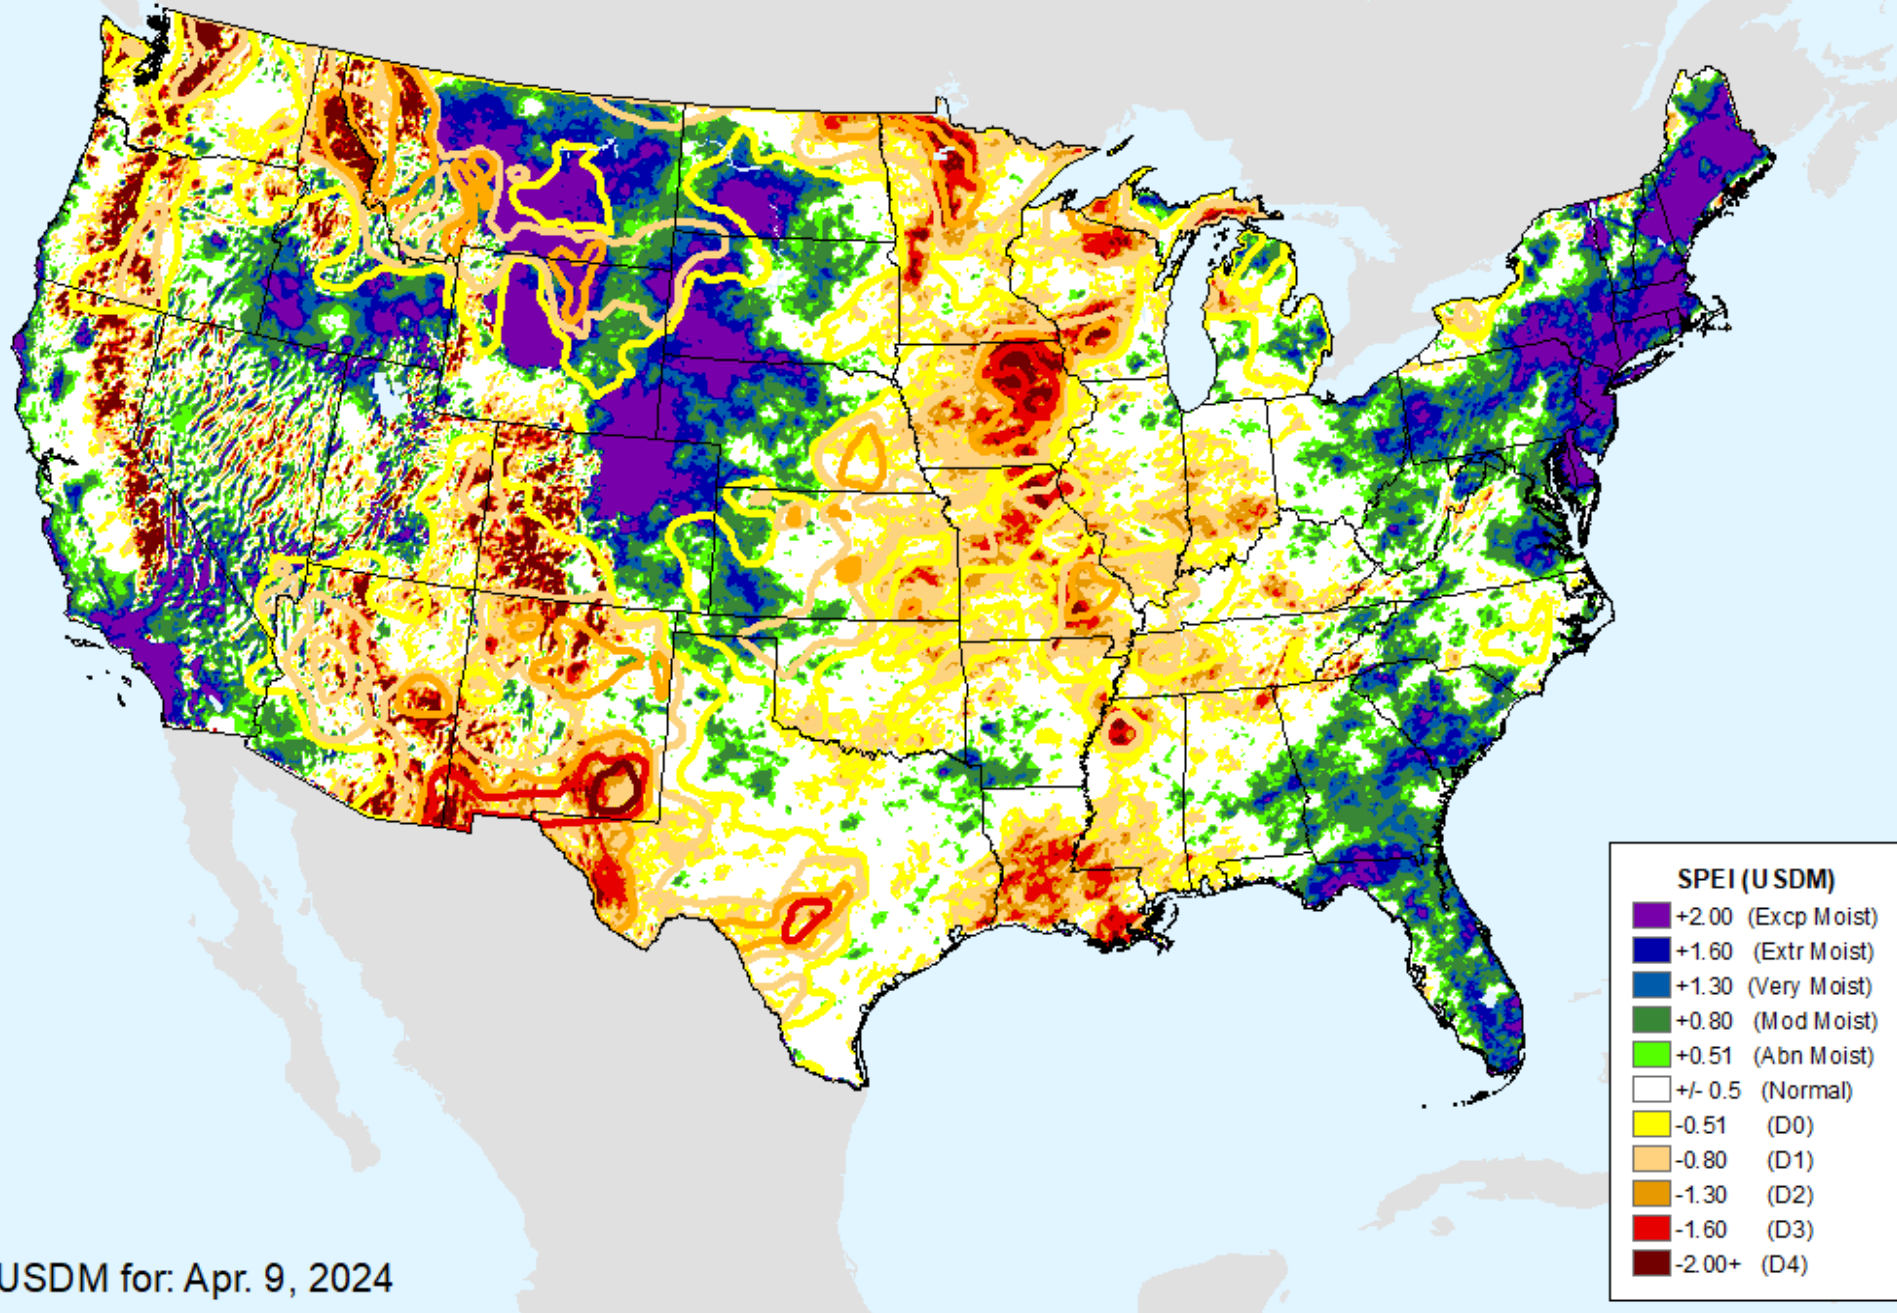 SPEI (USDM)
+2.00 (Excp Moist)
+1.60 (Extr Moist)
+1.30 (Very Moist)
+0.80 (Mod Moist)
+0.51 (Abn Moist)
+/- 0.5 (Normal)
-0.51 (D0)
-0.80 (D1)
-1.30 (D2)
-1.60 (D3)
-2.00+ (D4)
USDM for: Apr. 9, 2024